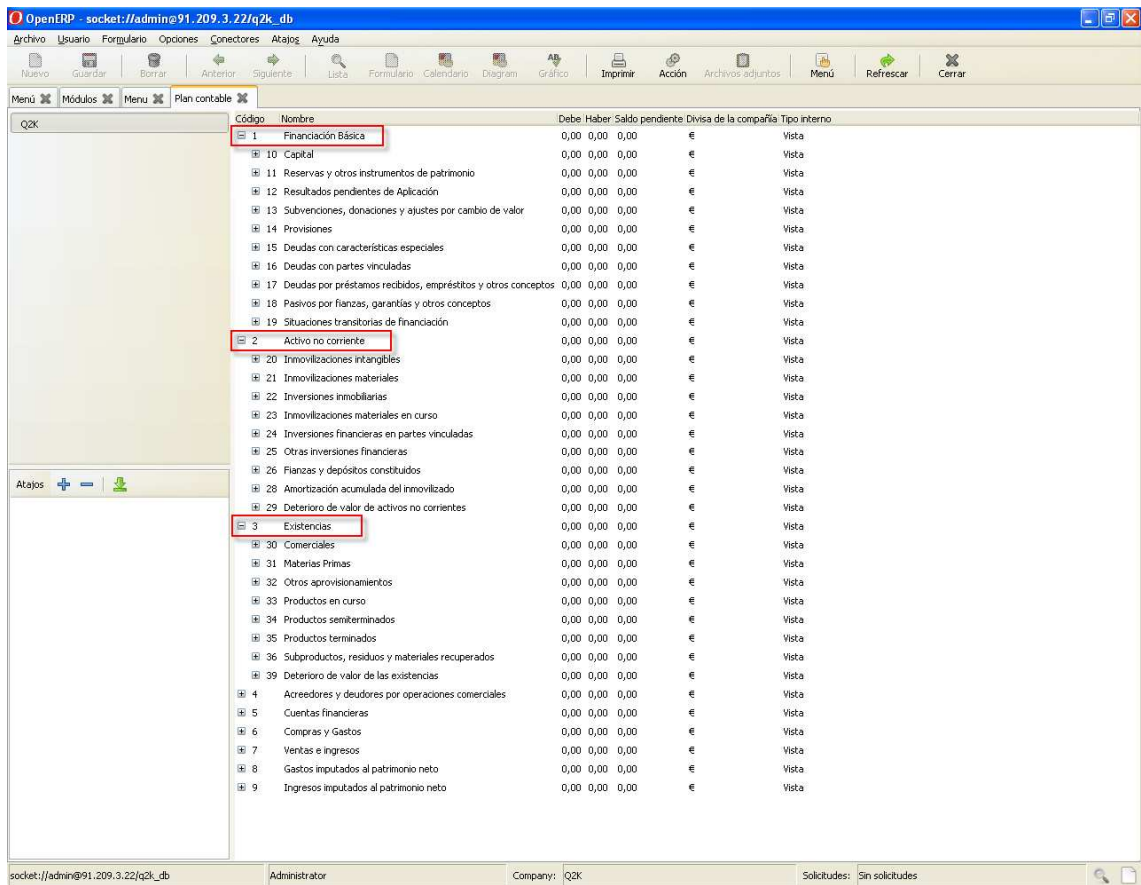 OpenERP - socket://admin@91.209.3.22/q2k_db
Archivo Usuario Formulario Opciones Conectores Atajos Ayuda
Nuevo Guardar Borrar Anterior Siguiente Lista Formulario Calendario Diagram Gráfico Imprimir Acción Archivos adjuntos Menú Refrescar Cerrar
Menú Módulos Menu Plan contable
Q2K
Código Nombre Debe Haber Saldo pendiente Divisa de la compañía Tipo interno
1 Financiación Básica 0,00 0,00 0,00 € Vista
10 Capital 0,00 0,00 0,00 € Vista
11 Reservas y otros instrumentos de patrimonio 0,00 0,00 0,00 € Vista
12 Resultados pendientes de Aplicación 0,00 0,00 0,00 € Vista
13 Subvenciones, donaciones y ajustes por cambio de valor 0,00 0,00 0,00 € Vista
14 Provisiones 0,00 0,00 0,00 € Vista
15 Deudas con características especiales 0,00 0,00 0,00 € Vista
16 Deudas con partes vinculadas 0,00 0,00 0,00 € Vista
17 Deudas por préstamos recibidos, empréstitos y otros conceptos 0,00 0,00 0,00 € Vista
18 Pasivos por fianzas, garantías y otros conceptos 0,00 0,00 0,00 € Vista
19 Situaciones transitorias de financiación 0,00 0,00 0,00 € Vista
2 Activo no corriente 0,00 0,00 0,00 € Vista
20 Inmovilizaciones intangibles 0,00 0,00 0,00 € Vista
21 Inmovilizaciones materiales 0,00 0,00 0,00 € Vista
22 Inversiones inmobiliarias 0,00 0,00 0,00 € Vista
23 Inmovilizaciones materiales en curso 0,00 0,00 0,00 € Vista
24 Inversiones financieras en partes vinculadas 0,00 0,00 0,00 € Vista
25 Otras inversiones financieras 0,00 0,00 0,00 € Vista
26 Fianzas y depósitos constituidos 0,00 0,00 0,00 € Vista
Atajos
28 Amortización acumulada del inmovilizado 0,00 0,00 0,00 € Vista
29 Deterioro de valor de activos no corrientes 0,00 0,00 0,00 € Vista
3 Existencias 0,00 0,00 0,00 € Vista
30 Comerciales 0,00 0,00 0,00 € Vista
31 Materias Primas 0,00 0,00 0,00 € Vista
32 Otros aprovisionamientos 0,00 0,00 0,00 € Vista
33 Productos en curso 0,00 0,00 0,00 € Vista
34 Productos semiterminados 0,00 0,00 0,00 € Vista
35 Productos terminados 0,00 0,00 0,00 € Vista
36 Subproductos, residuos y materiales recuperados 0,00 0,00 0,00 € Vista
39 Deterioro de valor de las existencias 0,00 0,00 0,00 € Vista
4 Acreedores y deudores por operaciones comerciales 0,00 0,00 0,00 € Vista
5 Cuentas financieras 0,00 0,00 0,00 € Vista
6 Compras y Gastos 0,00 0,00 0,00 € Vista
7 Ventas e ingresos 0,00 0,00 0,00 € Vista
8 Gastos imputados al patrimonio neto 0,00 0,00 0,00 € Vista
9 Ingresos imputados al patrimonio neto 0,00 0,00 0,00 € Vista
socket://admin@91.209.3.22/q2k_db Administrator Company: Q2K Solicitudes: Sin solicitudes